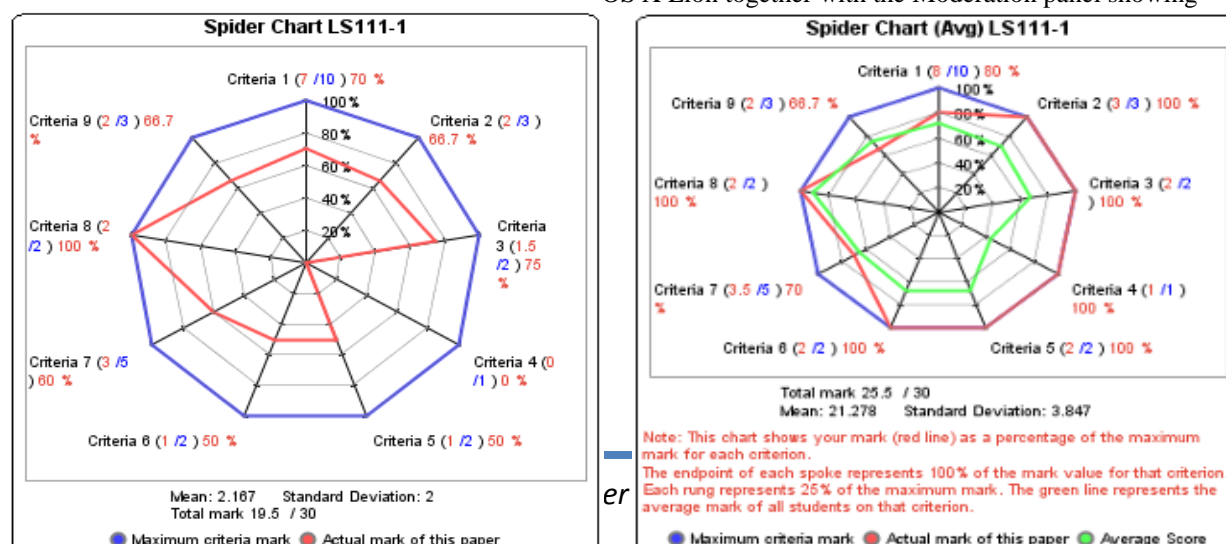 OS X Lion together with the Moderation panel showing
Spider Chart LS111-1
Criteria 1 (7 /10 ) 70 %
Criteria 9 (2 /3 ) 66.7
%
Criteria 2 (2 /3 )
66.7 %
100%
80%
60%
40%
20%
Criteria 8 (2
/2 ) 100 %
Criteria
3 (1.5
/2 ) 75
%
Criteria 7 (3 /5
) 60 %
Criteria 4 (0
/1 ) 0 %
Criteria 6 (1 /2 ) 50 %
Criteria 5 (1 /2 ) 50 %
Mean: 2.167 Standard Deviation: 2
Total mark 19.5 / 30
Maximum criteria mark Actual mark of this paper
er
Spider Chart (Avg) LS111-1
Criteria 1 (8 /10 ) 80 %
Criteria 9 (2 /3 ) 66.7 %
Criteria 2 (3 /3 ) 100 %
100%
80%
60%
40%
20%
Criteria 8 (2 /2 )
100 %
Criteria 3 (2 /2
) 100 %
Criteria 7 (3.5 /5 ) 70
%
Criteria 4 (1 /1 )
100 %
Criteria 6 (2 /2 ) 100 %
Criteria 5 (2 /2 ) 100 %
Total mark 25.5 / 30
Mean: 21.278 Standard Deviation: 3.847
Note: This chart shows your mark (red line) as a percentage of the maximum
mark for each criterion.
The endpoint of each spoke represents 100% of the mark value for that criterion
Each rung represents 25% of the maximum mark. The green line represents the
average mark of all students on that criterion.
Maximum criteria mark Actual mark of this paper Average Score